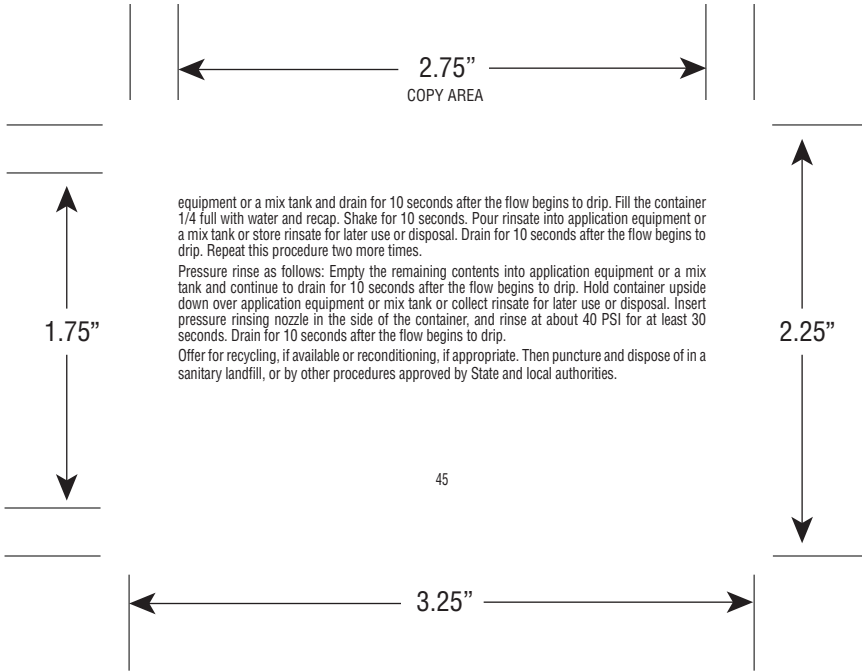 2.75”
COPY AREA
equipment or a mix tank and drain for 10 seconds after the flow begins to drip. Fill the container
1/4 full with water and recap. Shake for 10 seconds. Pour rinsate into application equipment or
a mix tank or store rinsate for later use or disposal. Drain for 10 seconds after the flow begins to
drip. Repeat this procedure two more times.
Pressure rinse as follows: Empty the remaining contents into application equipment or a mix
tank and continue to drain for 10 seconds after the flow begins to drip. Hold container upside
down over application equipment or mix tank or collect rinsate for later use or disposal. Insert
pressure rinsing nozzle in the side of the container, and rinse at about 40 PSI for at least 30
seconds. Drain for 10 seconds after the flow begins to drip.
Offer for recycling, if available or reconditioning, if appropriate. Then puncture and dispose of in a
sanitary landfill, or by other procedures approved by State and local authorities.
1.75”
2.25”
45
3.25”